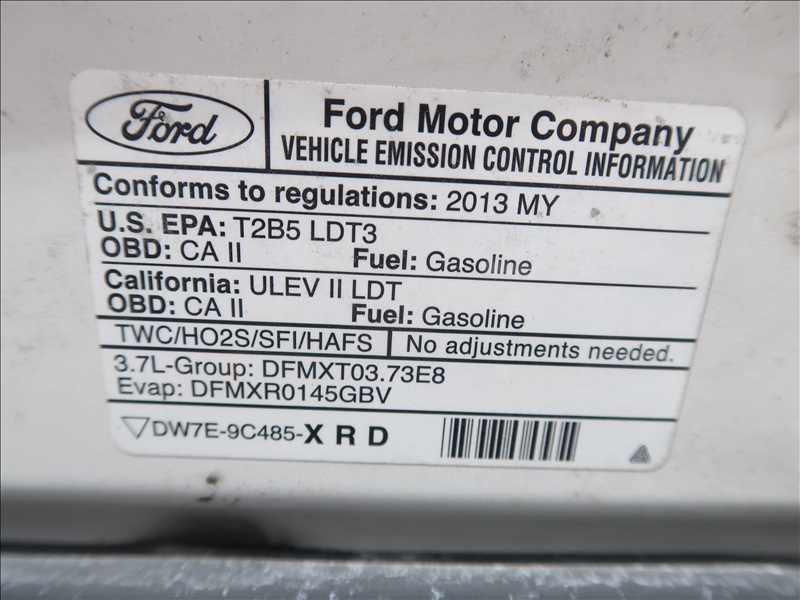 Ford
Ford Motor Company
VEHICLE EMISSION CONTROL INFORMATION
Conforms to regulations: 2013 MY
U.S. EPA: T2B5 LDT3
OBD: CA II Fuel: Gasoline
California: ULEV II LDT
OBD: CA II Fuel: Gasoline
TWC/HO2S/SFI/HAFS No adjustments needed.
3.7L-Group: DFMXT03.73E8
Evap: DFMXR0145GBV
DW7E-9C485-X R D